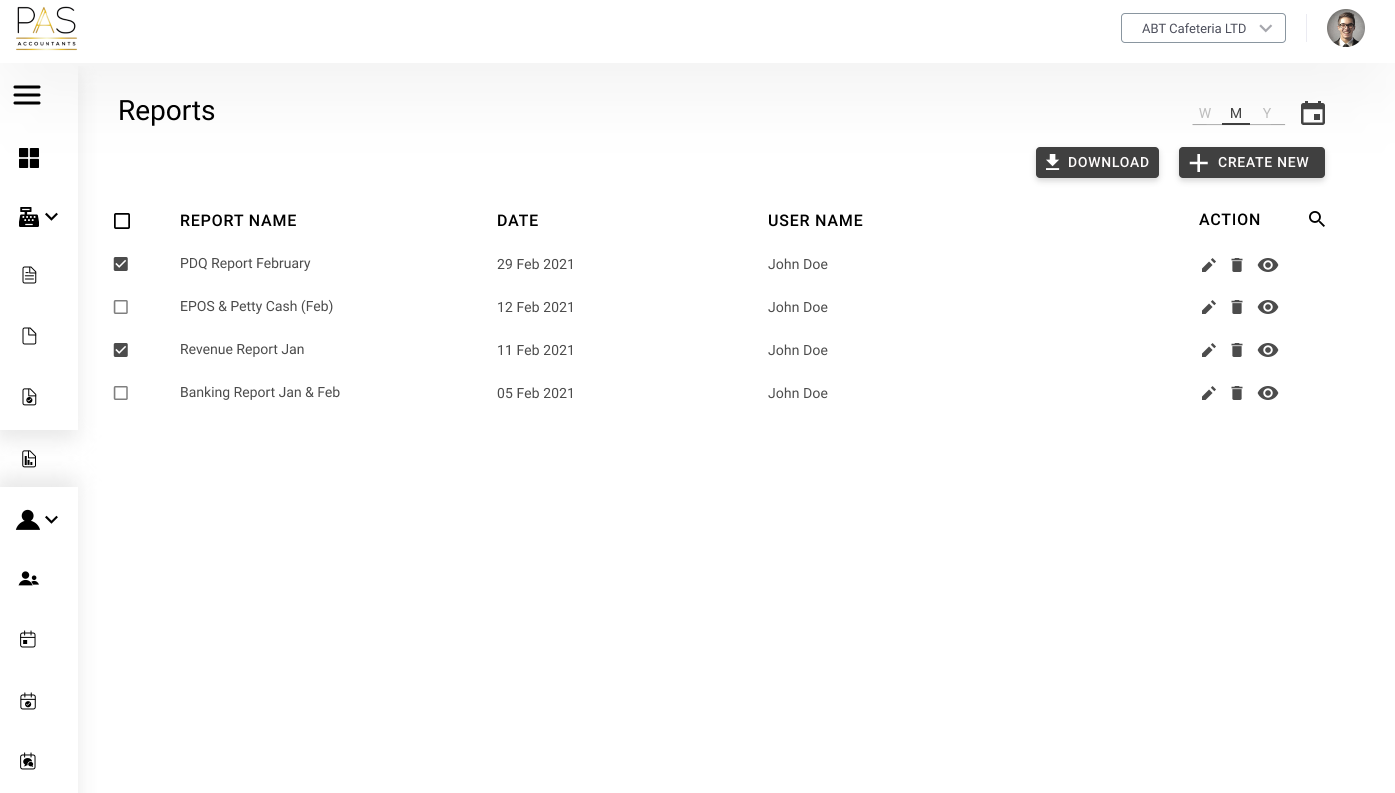 PAS
ACCOUNTANTS
ABT Cafeteria LTD
Reports
W M Y
DOWNLOAD CREATE NEW
REPORT NAME DATE USER NAME ACTION
PDQ Report February 29 Feb 2021 John Doe
EPOS & Petty Cash (Feb) 12 Feb 2021 John Doe
Revenue Report Jan 11 Feb 2021 John Doe
Banking Report Jan & Feb 05 Feb 2021 John Doe